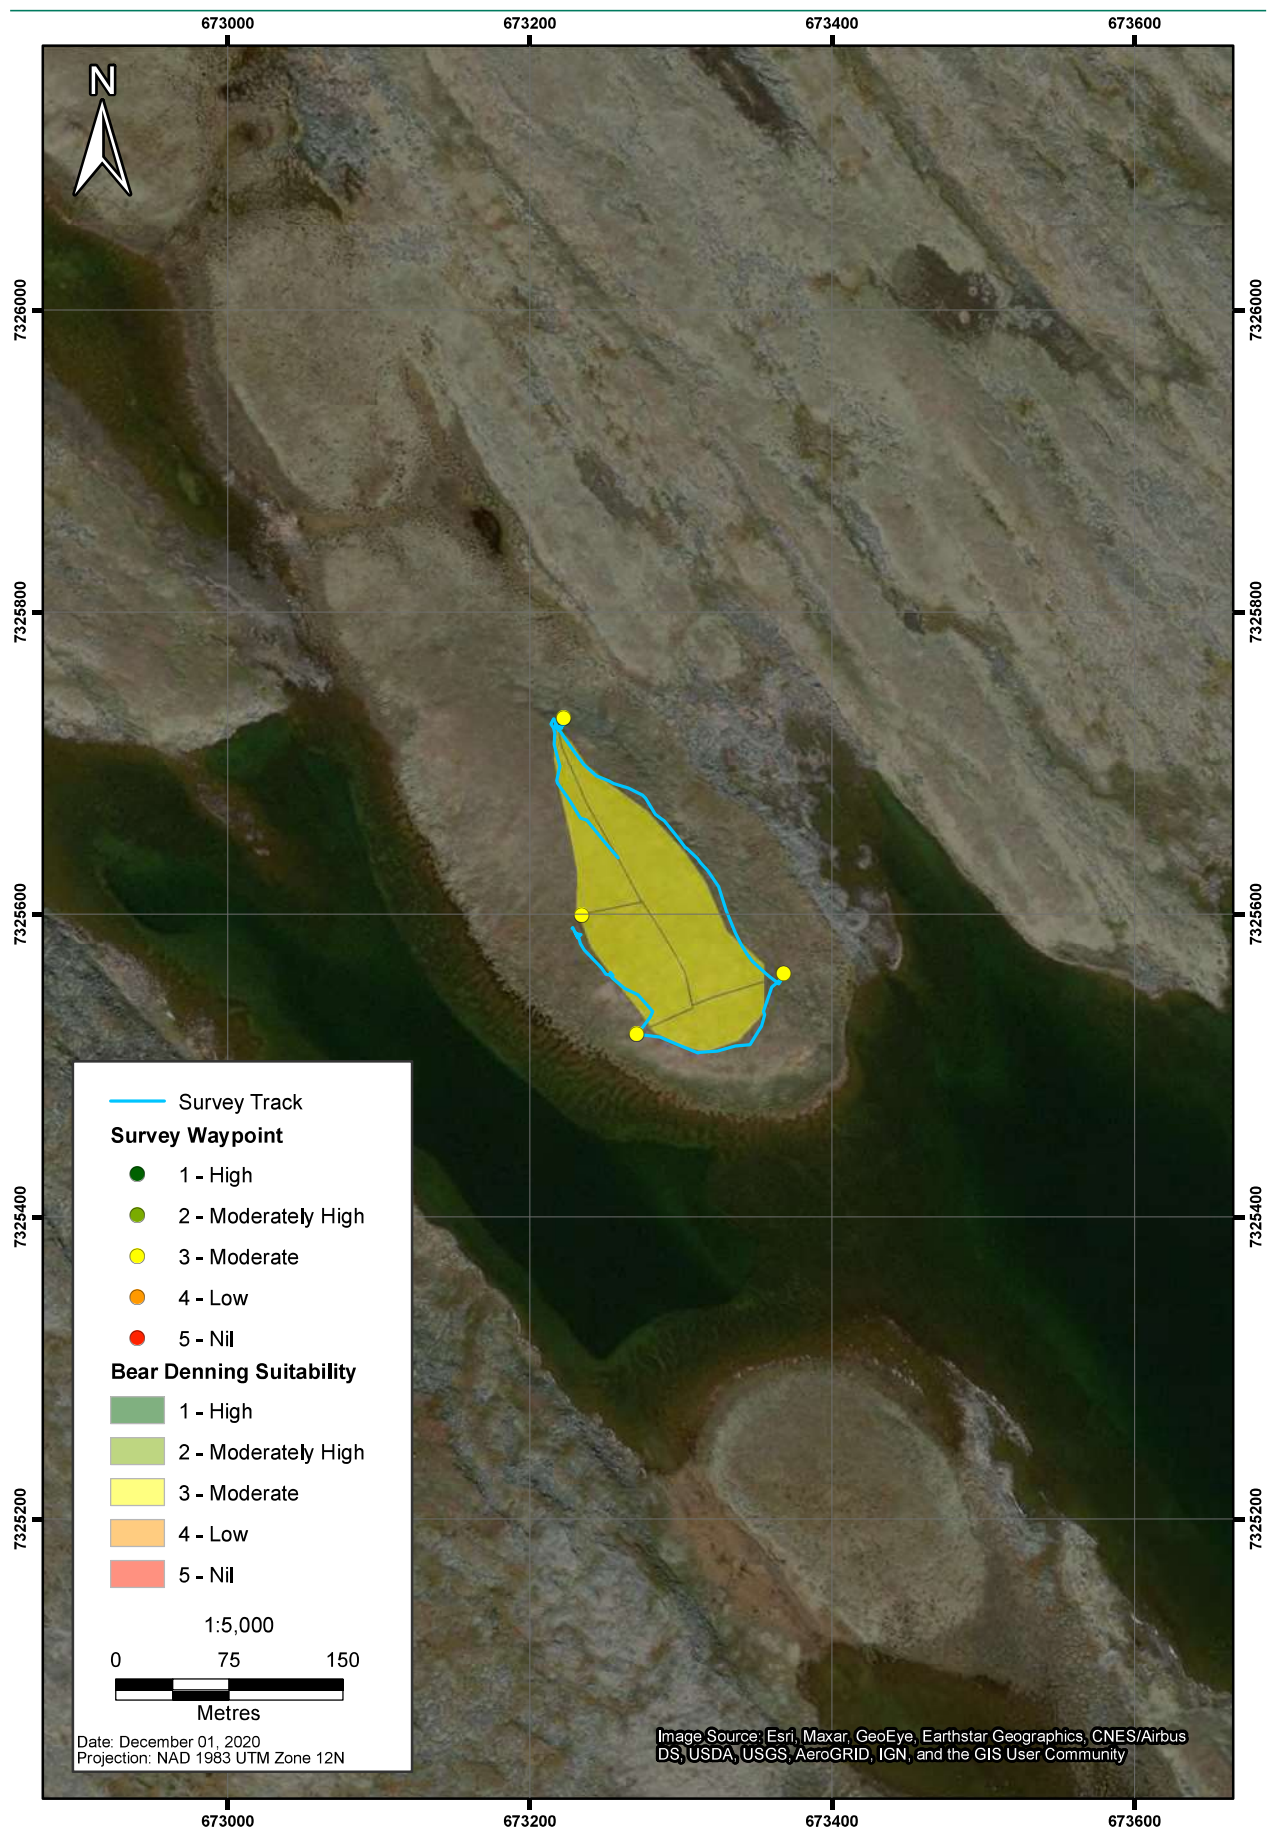 673000
673200
673400
673600
N
7326000
7326000
7325800
7325800
7325600
7325600
7325400
7325400
7325200
7325200
Survey Track
Survey Waypoint
1 - High
2 - Moderately High
3 - Moderate
4 - Low
5 - Nil
Bear Denning Suitability
1 - High
2 - Moderately High
3 - Moderate
4 - Low
5 - Nil
1:5,000
0 75 150
Metres
Date: December 01, 2020
Projection: NAD 1983 UTM Zone 12N
Image Source: Esri, Maxar, GeoEye, Earthstar Geographics, CNES/Airbus
DS, USDA, USGS, AeroGRID, IGN, and the GIS User Community
673000
673200
673400
673600